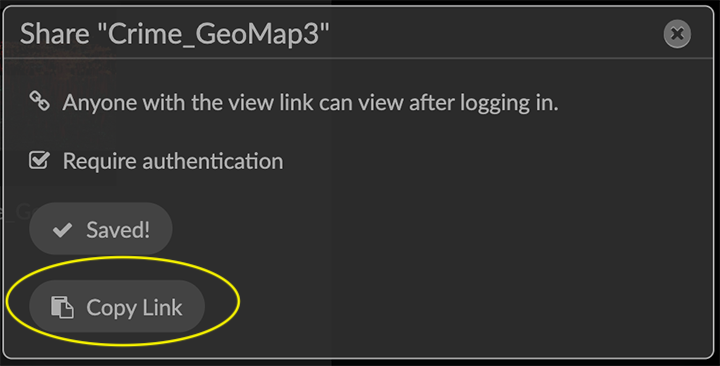 Share "Crime_GeoMap3"
Anyone with the view link can view after logging in.
Require authentication
Saved!
Copy Link